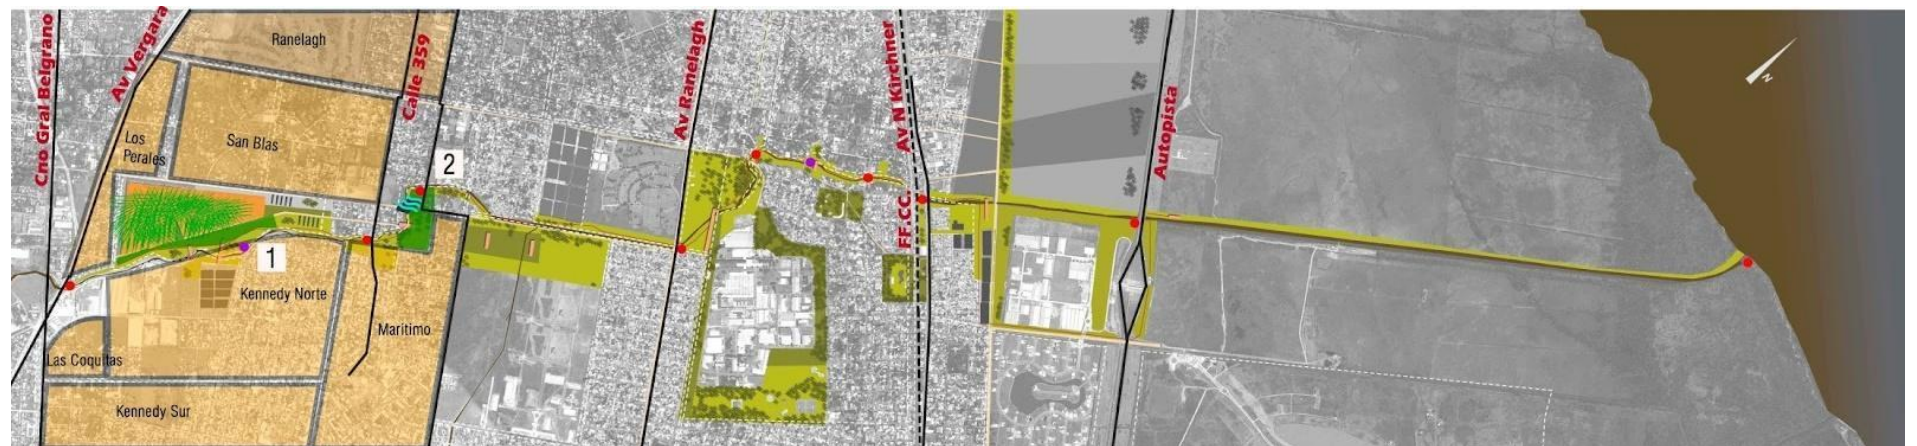 Cno Gral Belgrano
Av Vergara
Ranelagh
Calle 359
Av Ranelagh
Av N Kirchner
FF.CC.
Autopista
N
Los
Perales
San Blas
2
1
Kennedy Norte
Maritimo
Las Coquitas
Kennedy Sur